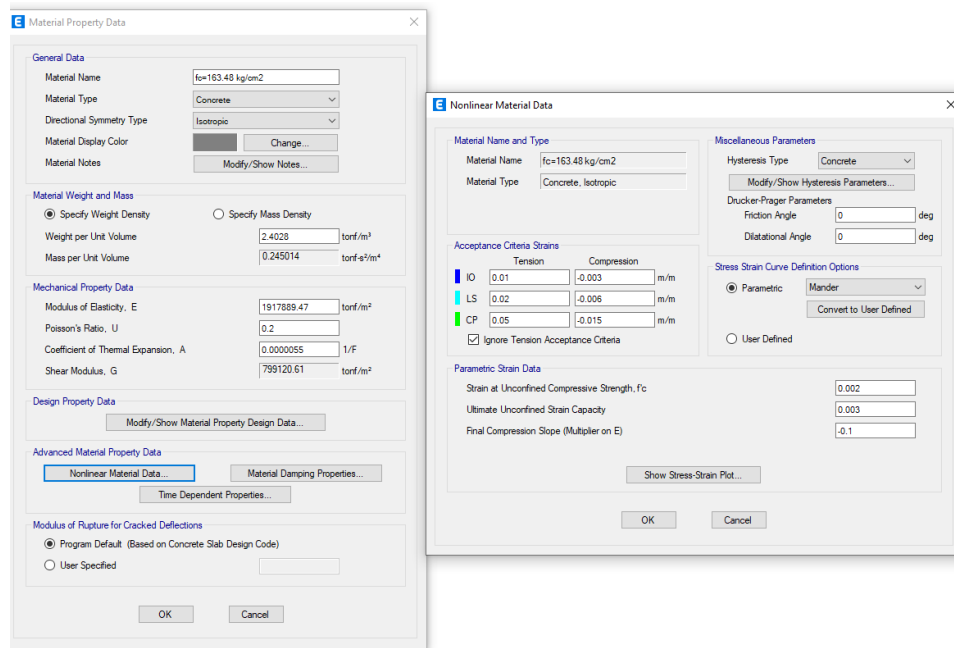 E Material Property Data
General Data
Material Name fc=163.48 kg/cm2
Material Type Concrete
Directional Symmetry Type Isotropic
Material Display Color Change...
Material Notes Modify/Show Notes...
Material Weight and Mass
Specify Weight Density Specify Mass Density
Weight per Unit Volume 2.4028 tonf/m³
Mass per Unit Volume 0.245014 tonf-s²/m⁴
Mechanical Property Data
Modulus of Elasticity, E 1917889.47 tonf/m²
Poisson's Ratio, U 0.2
Coefficient of Thermal Expansion, A 0.0000055 1/F
Shear Modulus, G 799120.61 tonf/m²
Design Property Data
Modify/Show Material Property Design Data...
Advanced Material Property Data
Nonlinear Material Data... Material Damping Properties...
Time Dependent Properties...
Modulus of Rupture for Cracked Deflections
Program Default (Based on Concrete Slab Design Code)
User Specified
OK Cancel
E Nonlinear Material Data
Material Name and Type
Material Name fc=163.48 kg/cm2
Material Type Concrete, Isotropic
Miscellaneous Parameters
Hysteresis Type Concrete
Modify/Show Hysteresis Parameters...
Drucker-Prager Parameters
Friction Angle 0 deg
Dilatational Angle 0 deg
Acceptance Criteria Strains
Tension Compression
IO 0.01 -0.003 m/m
LS 0.02 -0.006 m/m
CP 0.05 -0.015 m/m
Ignore Tension Acceptance Criteria
Stress Strain Curve Definition Options
Parametric Mander
Convert to User Defined
User Defined
Parametric Strain Data
Strain at Unconfined Compressive Strength, f'c 0.002
Ultimate Unconfined Strain Capacity 0.003
Final Compression Slope (Multiplier on E) -0.1
Show Stress-Strain Plot...
OK Cancel